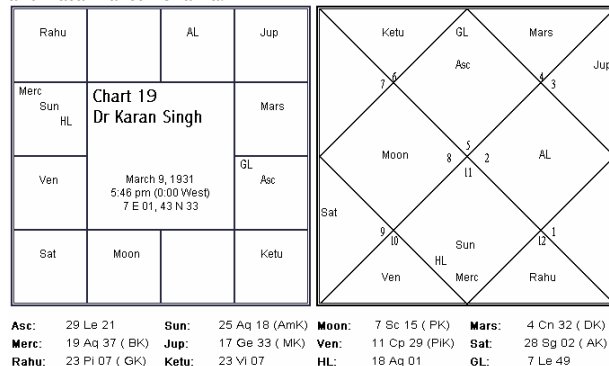 Rahu AL Jup
Merc
Sun
HL
Chart 19
Dr Karan Singh
Mars
Ven
March 9, 1931
5:46 pm (0:00 West)
7 E 01, 43 N 33
GL
Asc
Sat Moon Ketu
Ketu GL Mars
Asc
Jup
6 4
7 3
5
Moon 8 2 AL
11
Sat
9 1
10 12
Sun
HL
Ven Merc Rahu
Asc: 29 Le 21 Sun: 25 Aq 18 (AmK) Moon: 7 Sc 15 ( PK) Mars: 4 Cn 32 ( DK)
Merc: 19 Aq 37 ( BK) Jup: 17 Ge 33 ( MK) Ven: 11 Cp 29 (PiK) Sat: 28 Sg 02 ( AK)
Rahu: 23 Pi 07 ( GK) Ketu: 23 Vi 07 HL: 18 Aq 01 GL: 7 Le 49